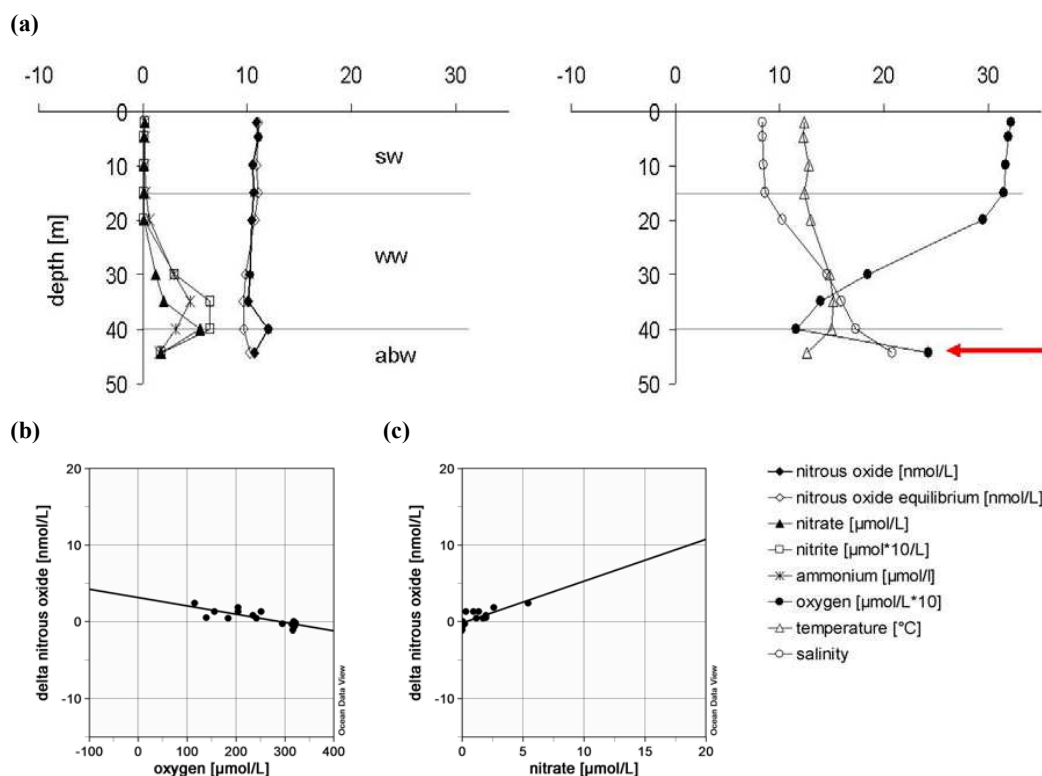 (a)
-10 0 10 20 30
-10 0 10 20 30
depth [m]
0
10
20
30
40
50
sw
ww
abw
0
10
20
30
40
50
(b)
(c)
delta nitrous oxide [nmol/L]
20
10
0
-10
-100 0 100 200 300 400
oxygen [µmol/L]
Ocean Data View
delta nitrous oxide [nmol/L]
20
10
0
-10
0 5 10 15 20
nitrate [µmol/L]
Ocean Data View
nitrous oxide [nmol/L]
nitrous oxide equilibrium [nmol/L]
nitrate [µmol/L]
nitrite [µmol*10/L]
ammonium [µmol/l]
oxygen [µmol/L*10]
temperature [°C]
salinity